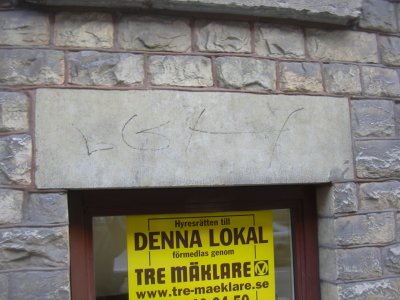 Hyresrätten till
DENNA LOKAL
förmedlas genom
TRE MÄKLARE
www.tre-maeklare.se